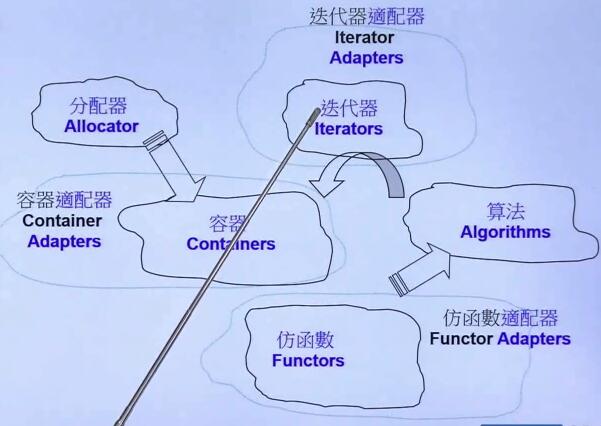 迭代器適配器
Iterator
Adapters
分配器
Allocator
迭代器
Iterators
容器適配器
Container
Adapters
容器
Containers
算法
Algorithms
仿函數
Functors
仿函數適配器
Functor Adapters